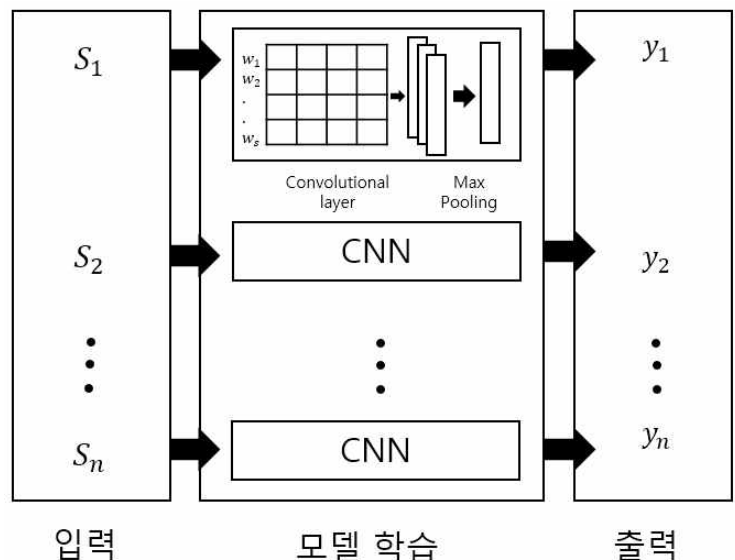 S₁
w₁
w₂
.
.
wₛ
y₁
Convolutional
layer
Max
Pooling
S₂
CNN
y₂
Sₙ
CNN
yₙ
입력
모델 학습
출력